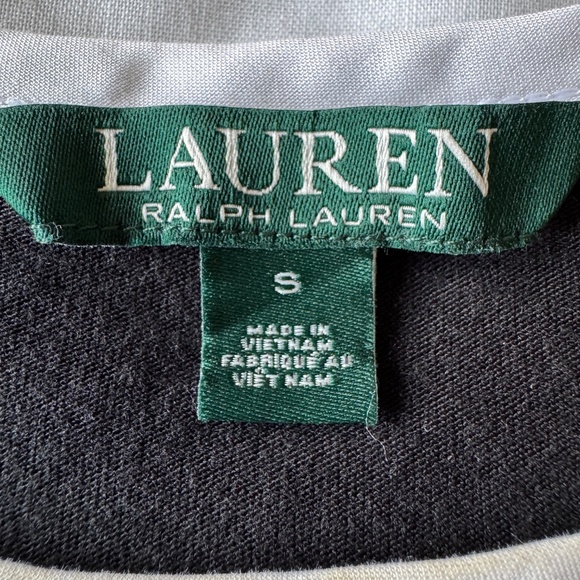 LAUREN
RALPH LAUREN
S
MADE IN
VIETNAM
FABRIQUÉ AU
VIÊT NAM